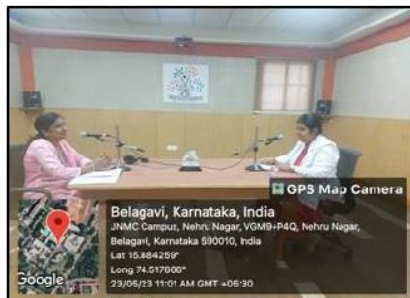 GPS Map Camera
Belagavi, Karnataka, India
JNMC Campus, Nehru Nagar, VGM9+P4Q, Nehru Nagar,
Belagavi, Karnataka 590010, India
Lat 15.884259°
Long 74.517000°
23/05/23 11:01 AM GMT +05:30
Google